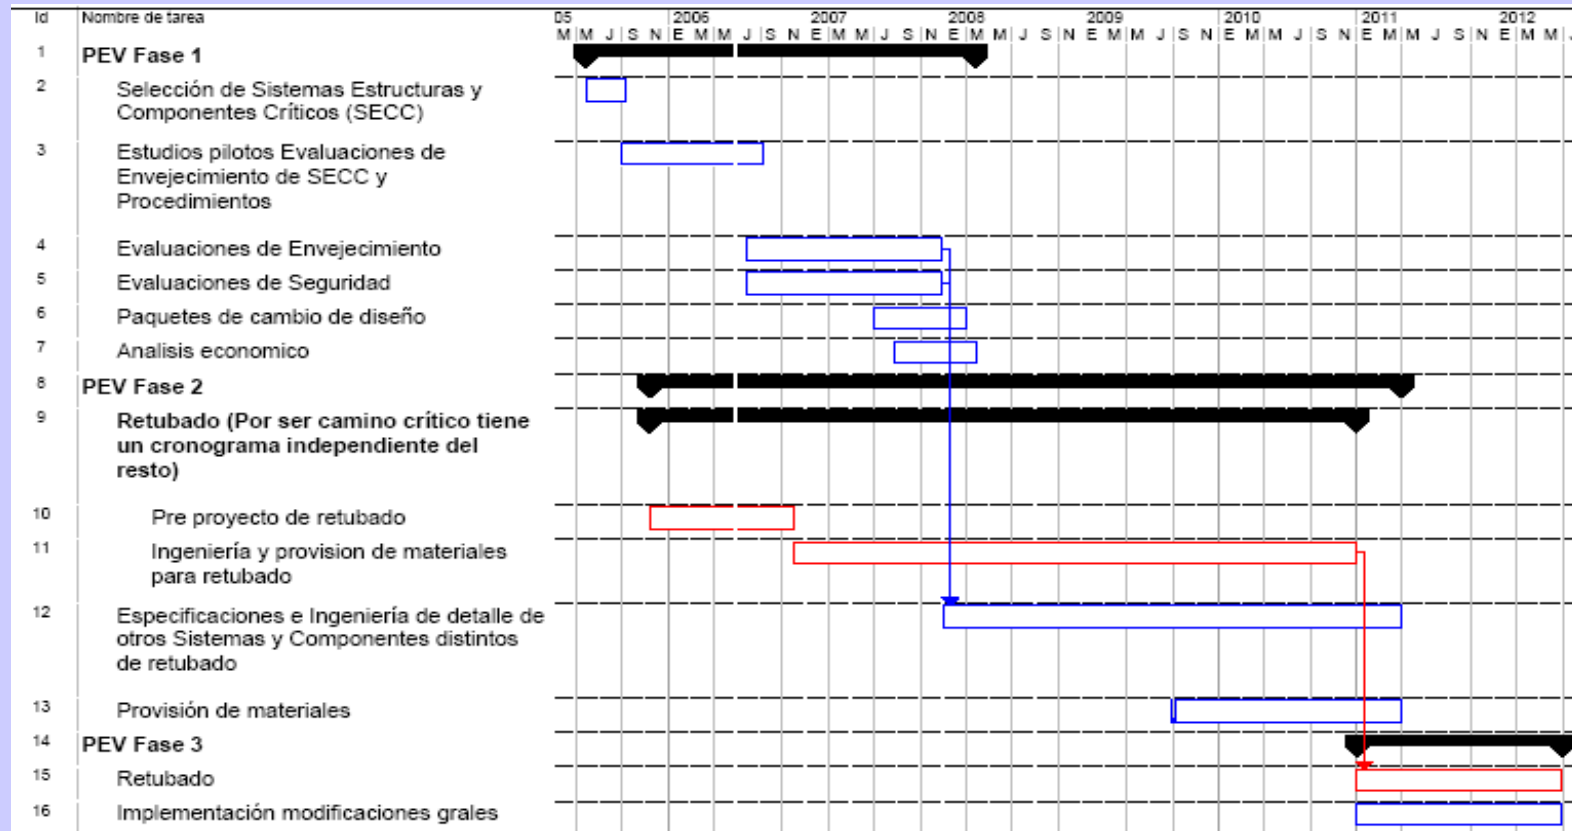 Id Nombre de tarea 05 2006 2007 2008 2009 2010 2011 2012
M M J S N E M M J S N E M M J S N E M M J S N E M M J S N E M M J S N E M M J S N E M M J
1 PEV Fase 1
2 Selección de Sistemas Estructuras y
Componentes Críticos (SECC)
3 Estudios pilotos Evaluaciones de
Envejecimiento de SECC y
Procedimientos
4 Evaluaciones de Envejecimiento
5 Evaluaciones de Seguridad
6 Paquetes de cambio de diseño
7 Analisis economico
8 PEV Fase 2
9 Retubado (Por ser camino crítico tiene
un cronograma independiente del
resto)
10 Pre proyecto de retubado
11 Ingeniería y provision de materiales
para retubado
12 Especificaciones e Ingeniería de detalle de
otros Sistemas y Componentes distintos
de retubado
13 Provisión de materiales
14 PEV Fase 3
15 Retubado
16 Implementación modificaciones grales